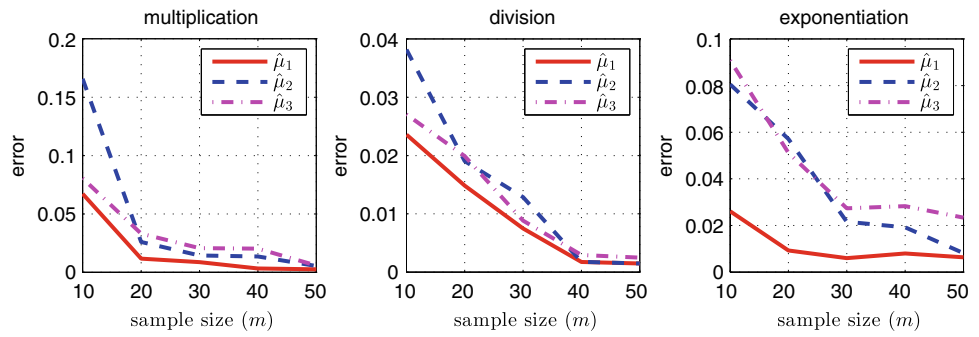 multiplication
0.2
0.15
0.1
0.05
0
error
10 20 30 40 50
sample size (m)
μ̂₁
μ̂₂
μ̂₃
division
0.04
0.03
0.02
0.01
0
error
10 20 30 40 50
sample size (m)
μ̂₁
μ̂₂
μ̂₃
exponentiation
0.1
0.08
0.06
0.04
0.02
0
error
10 20 30 40 50
sample size (m)
μ̂₁
μ̂₂
μ̂₃